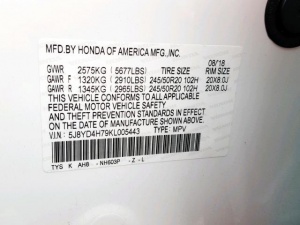 MFD.BY HONDA OF AMERICA MFG.,INC. 08/18
GVWR 2575KG (5677LBS) TIRE SIZE RIM SIZE
GAWR F 1320KG (2910LBS) 245/50R20 102H 20X8.0J
GAWR R 1345KG (2965LBS) 245/50R20 102H 20X8.0J
THIS VEHICLE CONFORMS TO ALL APPLICABLE
FEDERAL MOTOR VEHICLE SAFETY
AND THEFT PREVENTION STANDARDS IN EFFECT
ON THE DATE OF MANUFACTURE SHOWN ABOVE.
V.I.N: 5J8YD4H79KL005443 TYPE: MPV
TYS K AH8 - NH603P - Z - L